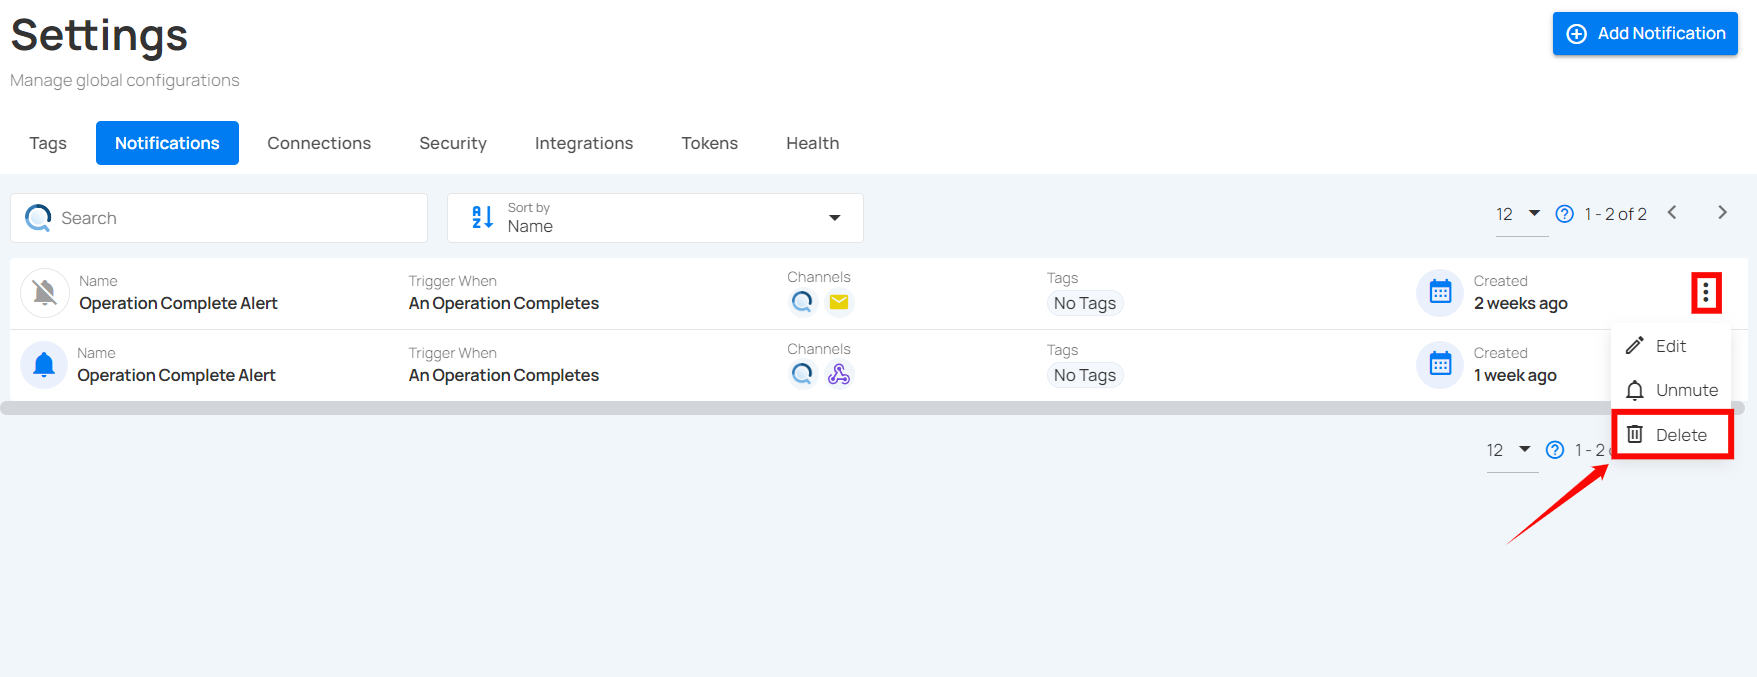 Settings
Add Notification
Manage global configurations
Tags Notifications Connections Security Integrations Tokens Health
Search
Sort by
Name
12 1 - 2 of 2
Name Trigger When Channels Tags Created
Operation Complete Alert An Operation Completes No Tags 2 weeks ago
Name Trigger When Channels Tags Created
Operation Complete Alert An Operation Completes No Tags 1 week ago
Edit
Unmute
Delete
12 1 - 2